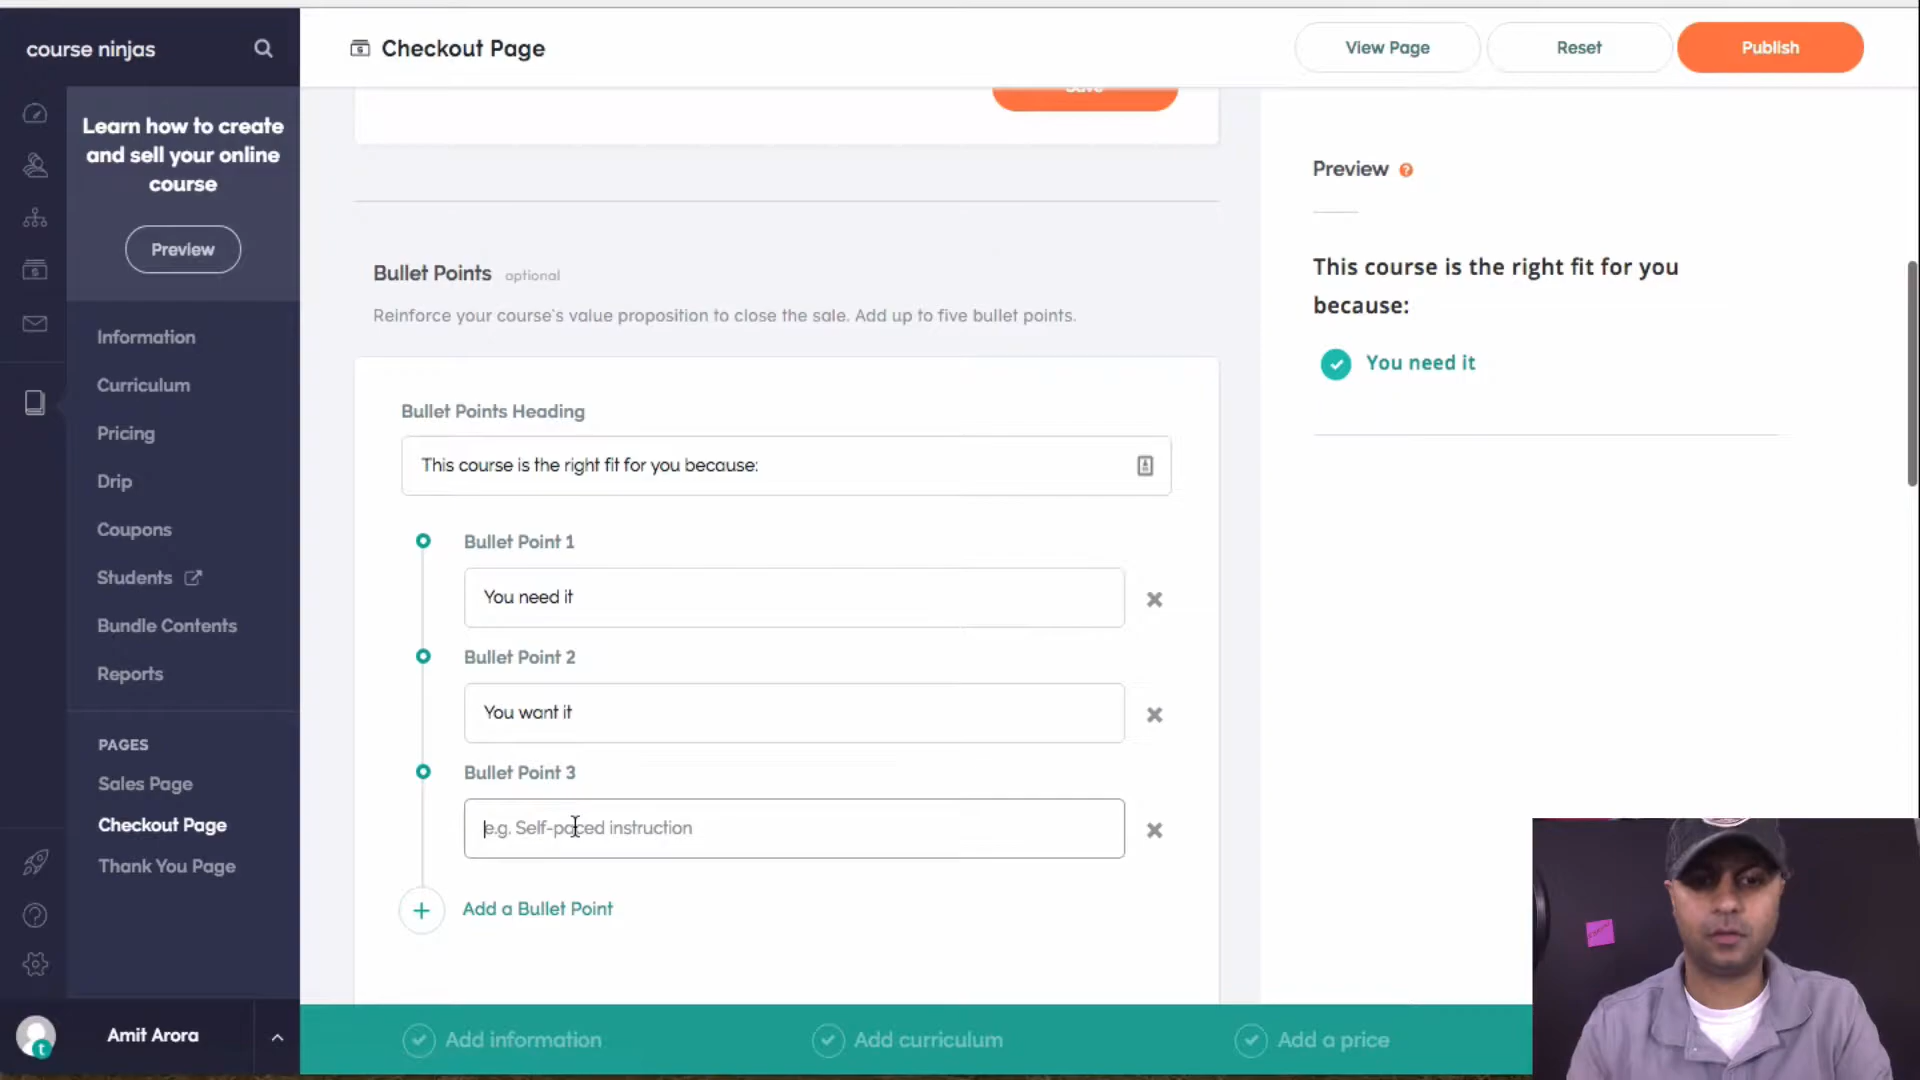 course ninjas
Checkout Page
View Page
Reset
Publish
Learn how to create
and sell your online
course
Preview
Save
Information
Curriculum
Pricing
Drip
Coupons
Students
Bundle Contents
Reports
PAGES
Sales Page
Checkout Page
Thank You Page
Amit Arora
Bullet Points optional
Reinforce your course's value proposition to close the sale. Add up to five bullet points.
Bullet Points Heading
This course is the right fit for you because:
Bullet Point 1
You need it
Bullet Point 2
You want it
Bullet Point 3
e.g. Self-paced instruction
Add a Bullet Point
Preview ?
This course is the right fit for you
because:
You need it
Add information
Add curriculum
Add a price
t